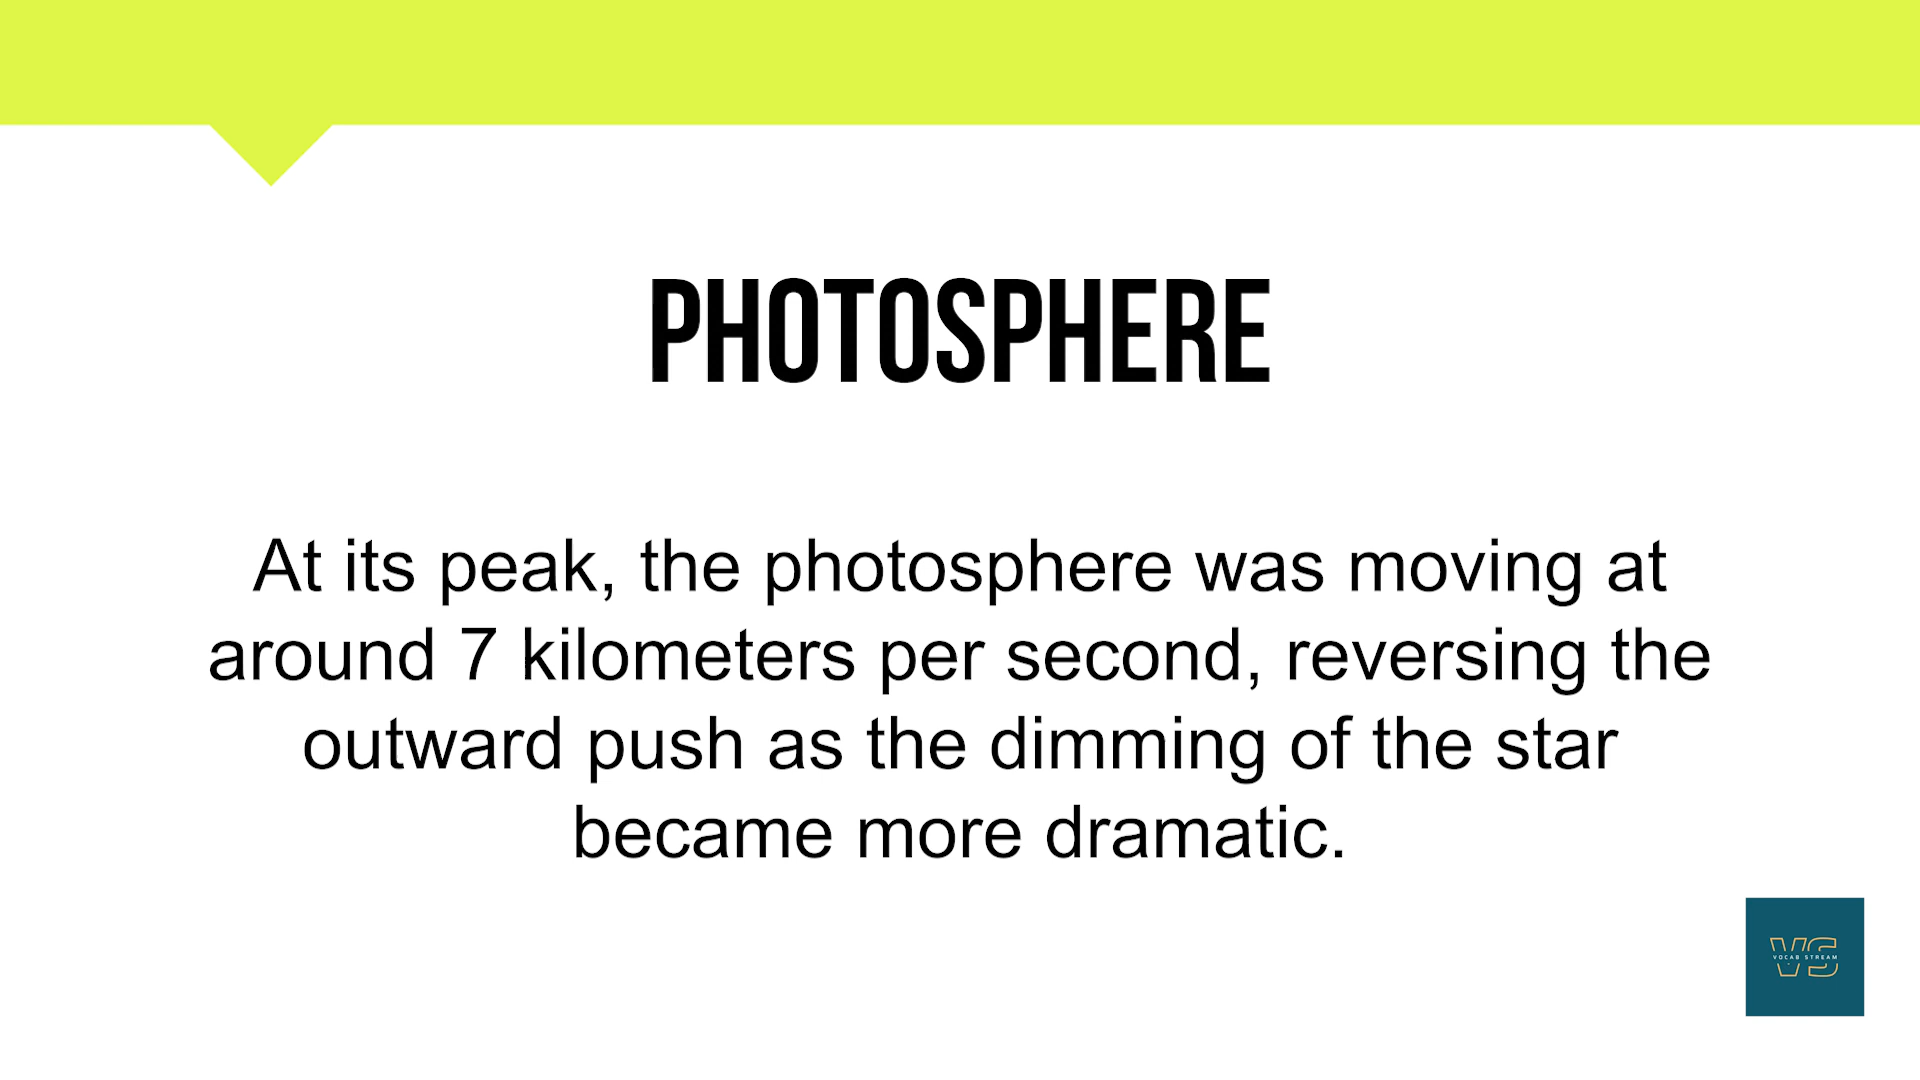 PHOTOSPHERE
At its peak, the photosphere was moving at
around 7 kilometers per second, reversing the
outward push as the dimming of the star
became more dramatic.
VS
VOCAB STREAM